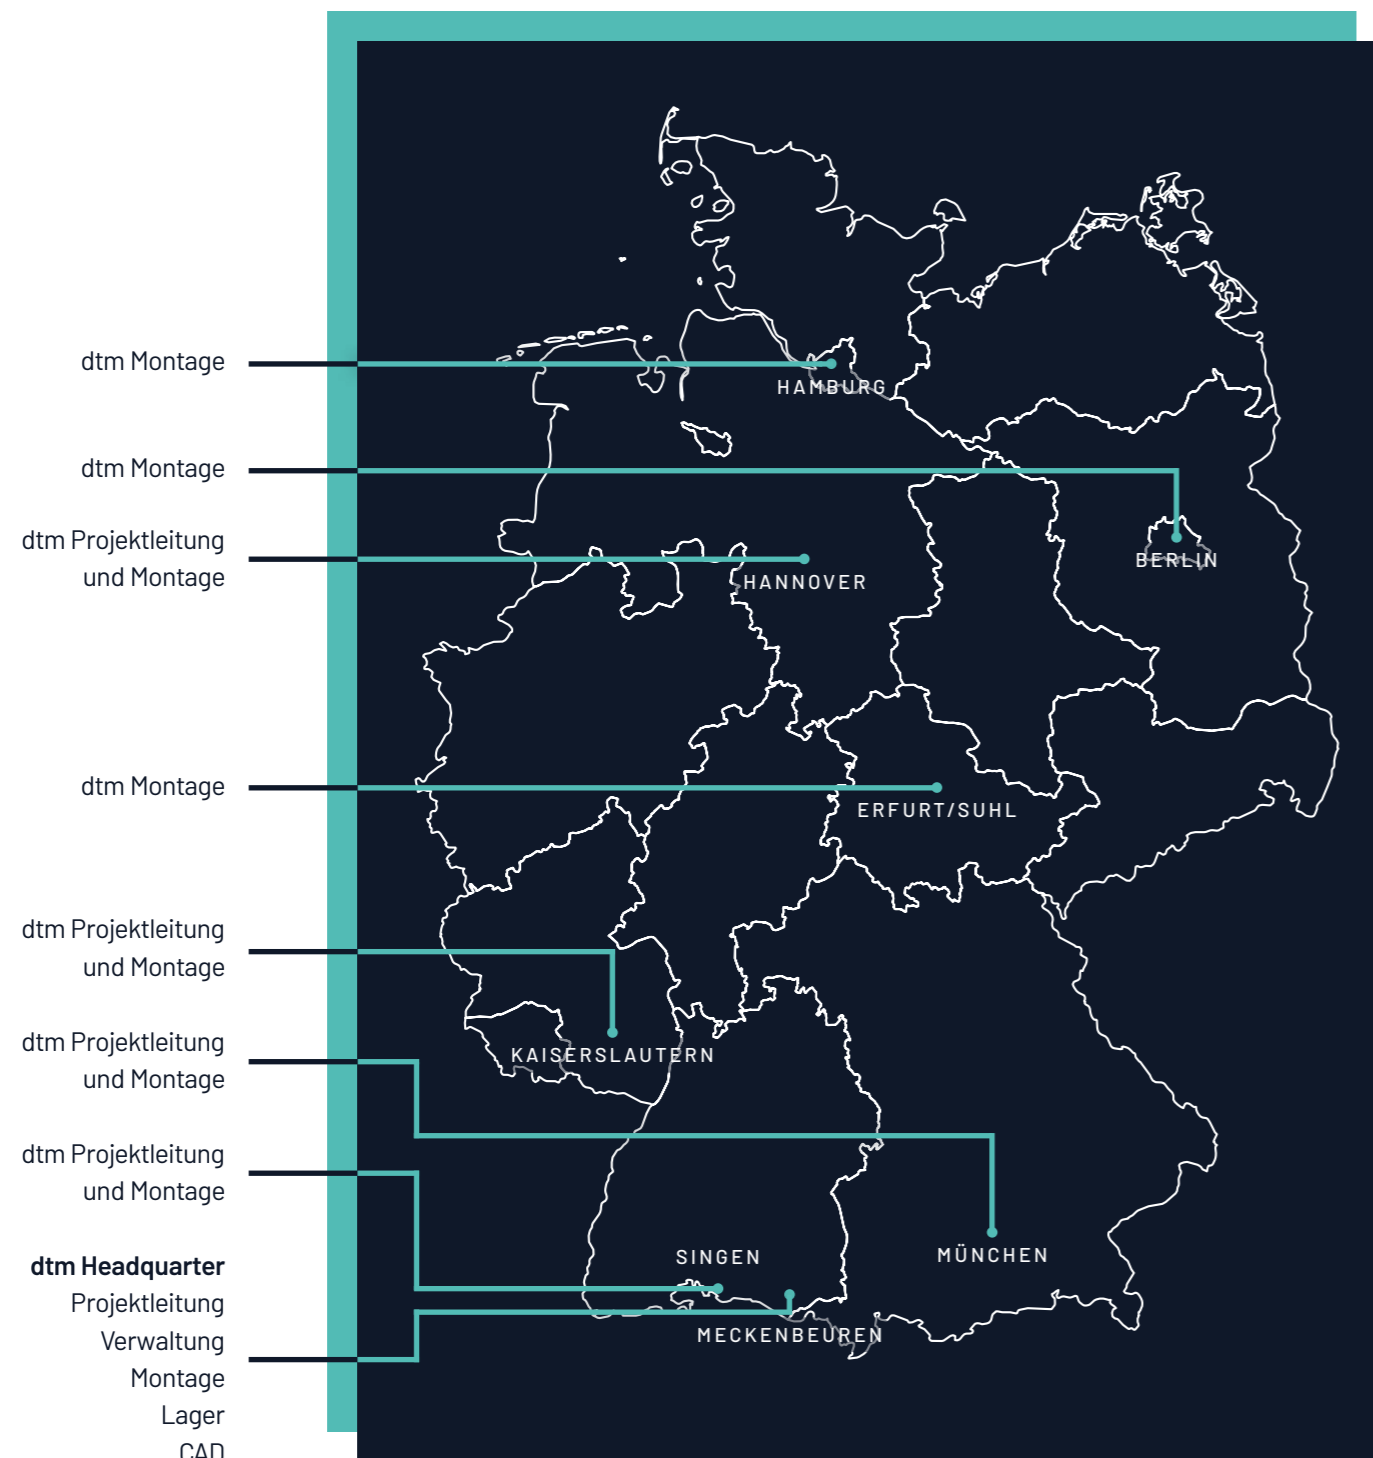 dtm Montage
HAMBURG
dtm Montage
BERLIN
dtm Projektleitung
und Montage
HANNOVER
dtm Montage
ERFURT/SUHL
dtm Projektleitung
und Montage
KAISERSLAUTERN
dtm Projektleitung
und Montage
MÜNCHEN
dtm Projektleitung
und Montage
SINGEN
dtm Headquarter
Projektleitung
Verwaltung
Montage
Lager
CAD
MECKENBEUREN